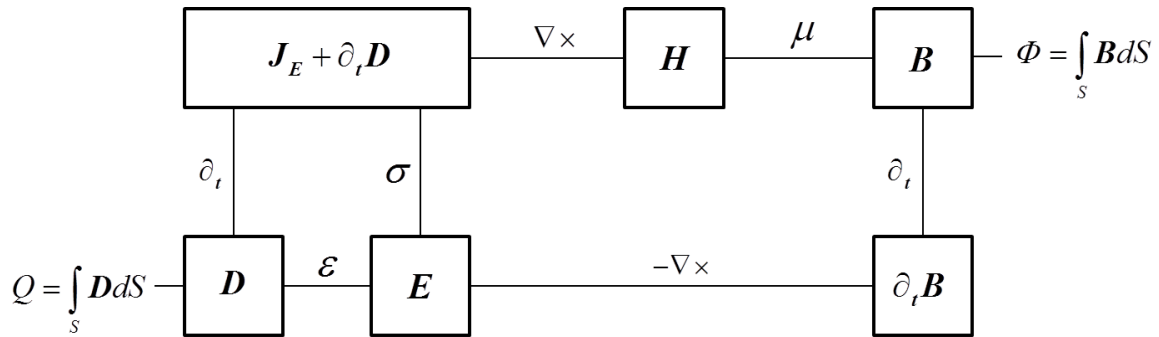 J_E + ∂_t D
∇ ×
H
μ
B
Φ = ∫_S B dS
∂_t
σ
∂_t
Q = ∫_S D dS
D
ε
E
−∇ ×
∂_t B